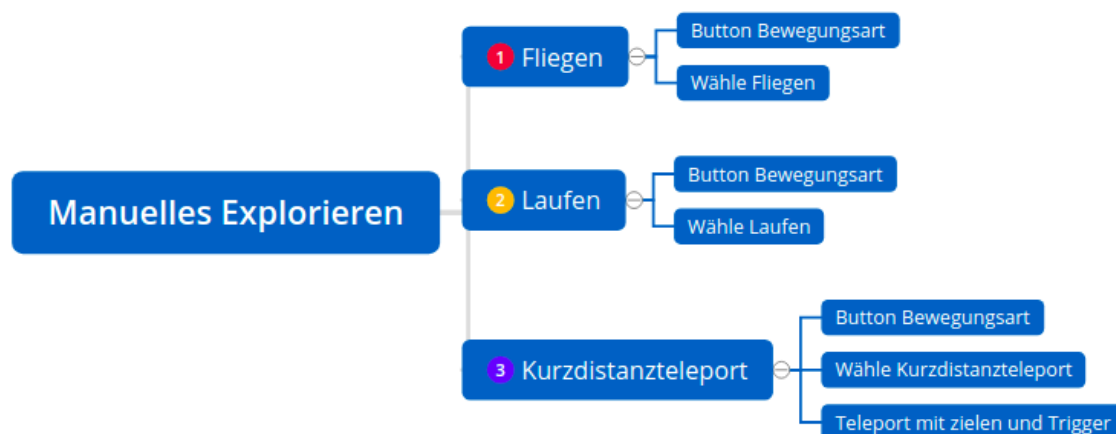 Manuelles Explorieren
1 Fliegen
Button Bewegungsart
Wähle Fliegen
2 Laufen
Button Bewegungsart
Wähle Laufen
3 Kurzdistanzteleport
Button Bewegungsart
Wähle Kurzdistanzteleport
Teleport mit zielen und Trigger